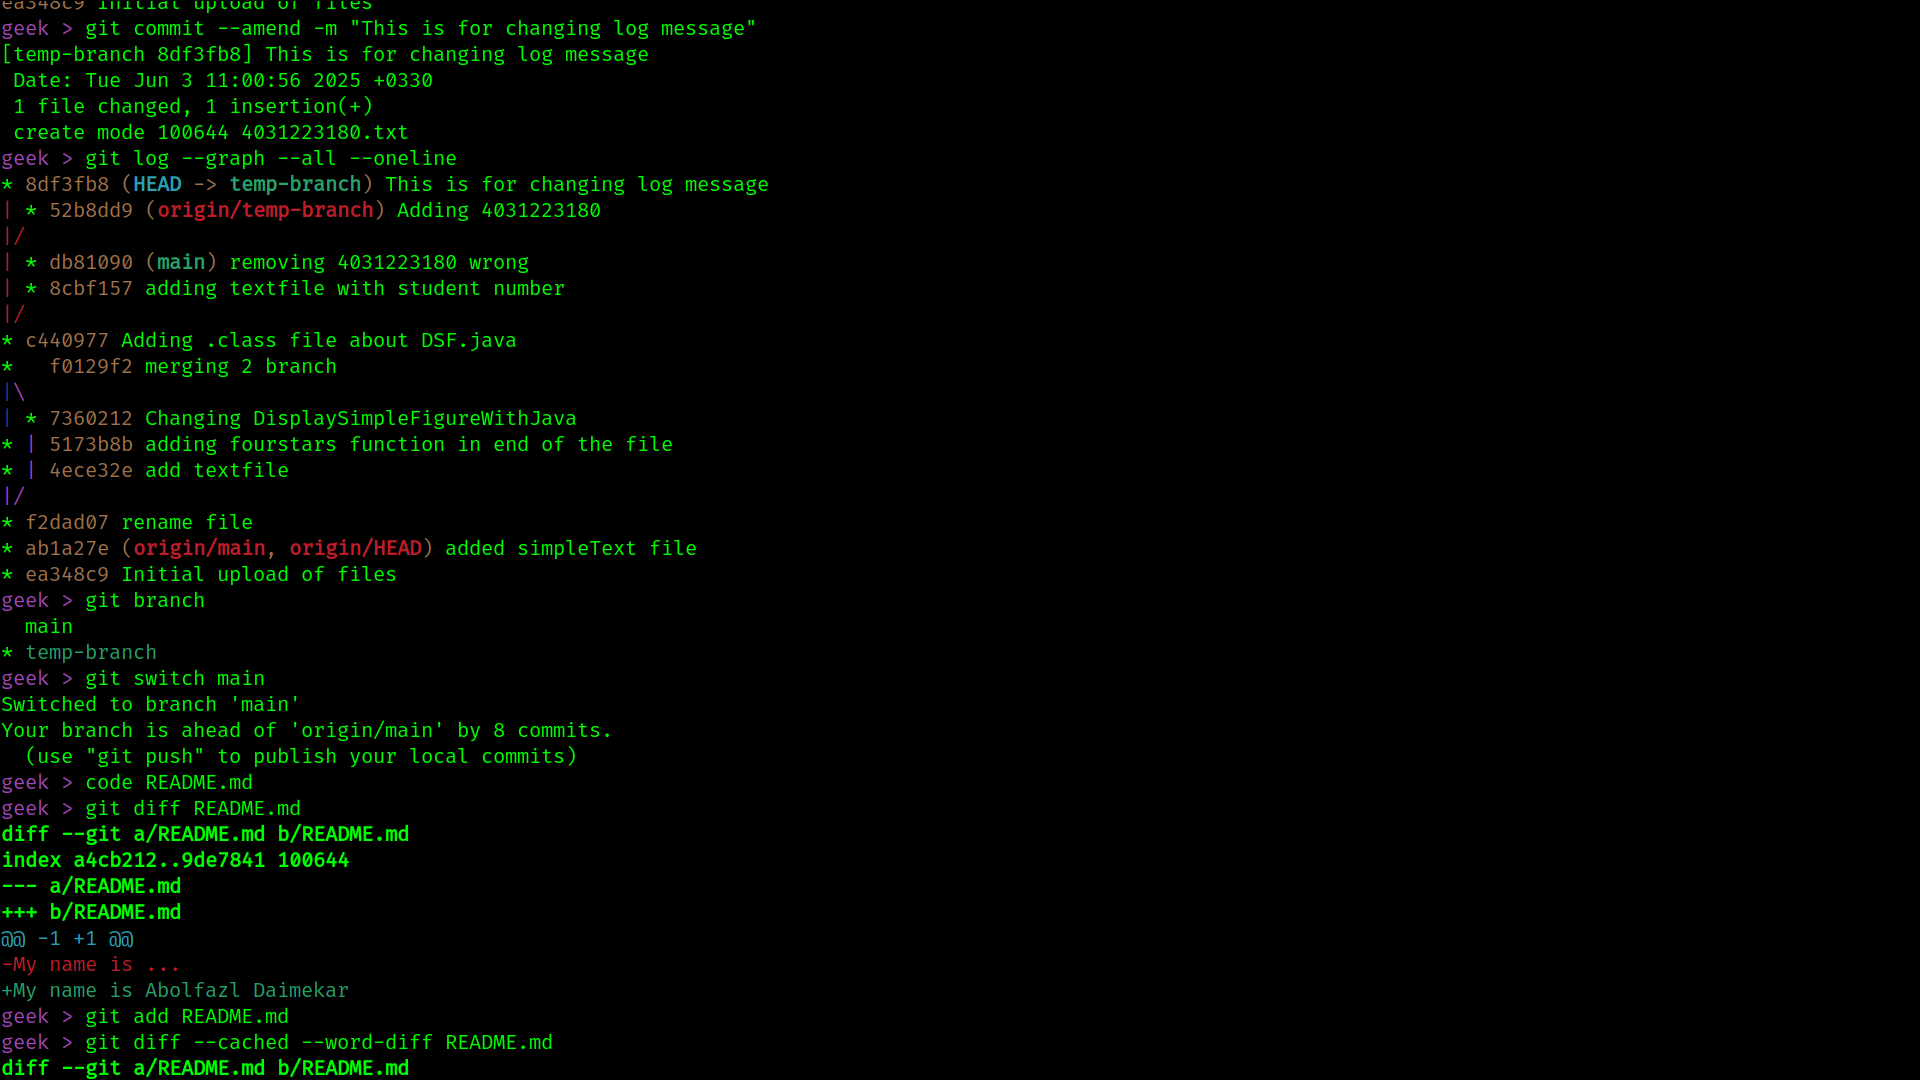 ea348c9 Initial upload of files
geek > git commit --amend -m "This is for changing log message"
[temp-branch 8df3fb8] This is for changing log message
 Date: Tue Jun 3 11:00:56 2025 +0330
 1 file changed, 1 insertion(+)
 create mode 100644 4031223180.txt
geek > git log --graph --all --oneline
* 8df3fb8 (HEAD -> temp-branch) This is for changing log message
| * 52b8dd9 (origin/temp-branch) Adding 4031223180
|/
| * db81090 (main) removing 4031223180 wrong
| * 8cbf157 adding textfile with student number
|/
* c440977 Adding .class file about DSF.java
*   f0129f2 merging 2 branch
|\
| * 7360212 Changing DisplaySimpleFigureWithJava
* | 5173b8b adding fourstars function in end of the file
* | 4ece32e add textfile
|/
* f2dad07 rename file
* ab1a27e (origin/main, origin/HEAD) added simpleText file
* ea348c9 Initial upload of files
geek > git branch
  main
* temp-branch
geek > git switch main
Switched to branch 'main'
Your branch is ahead of 'origin/main' by 8 commits.
  (use "git push" to publish your local commits)
geek > code README.md
geek > git diff README.md
diff --git a/README.md b/README.md
index a4cb212..9de7841 100644
--- a/README.md
+++ b/README.md
@@ -1 +1 @@
-My name is ...
+My name is Abolfazl Daimekar
geek > git add README.md
geek > git diff --cached --word-diff README.md
diff --git a/README.md b/README.md